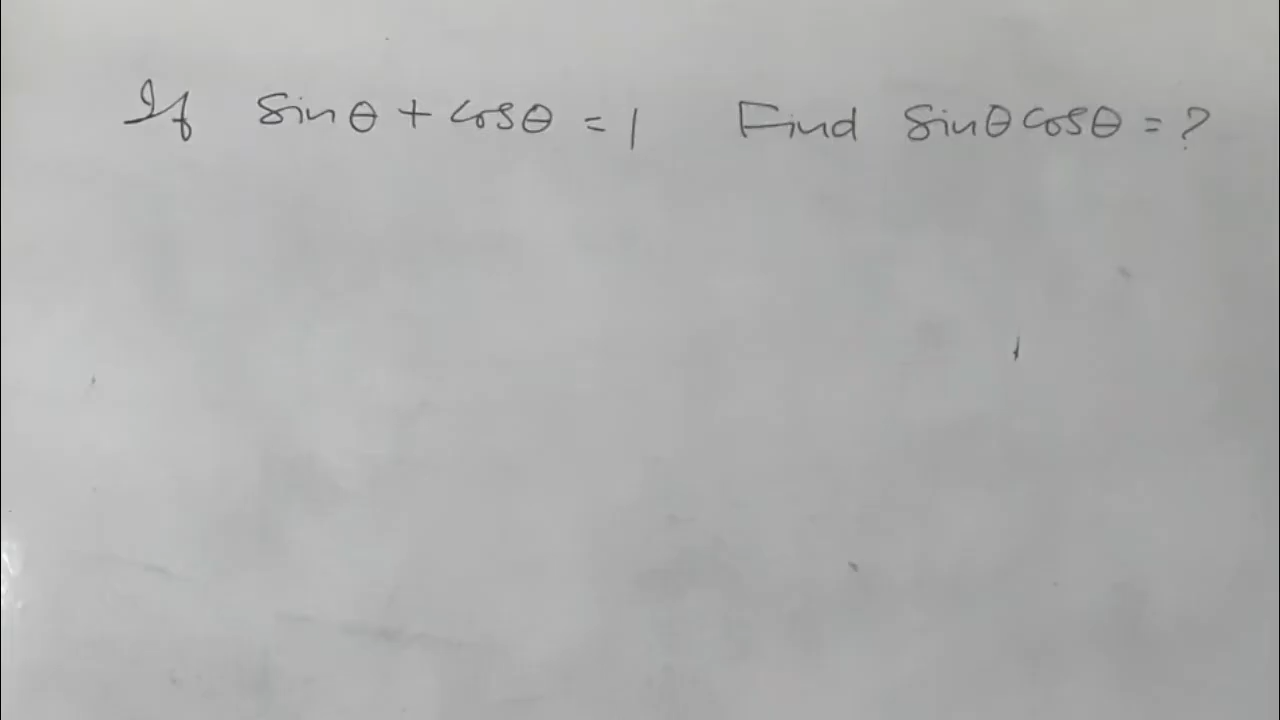 If sinθ + cosθ = 1 Find sinθcosθ = ?